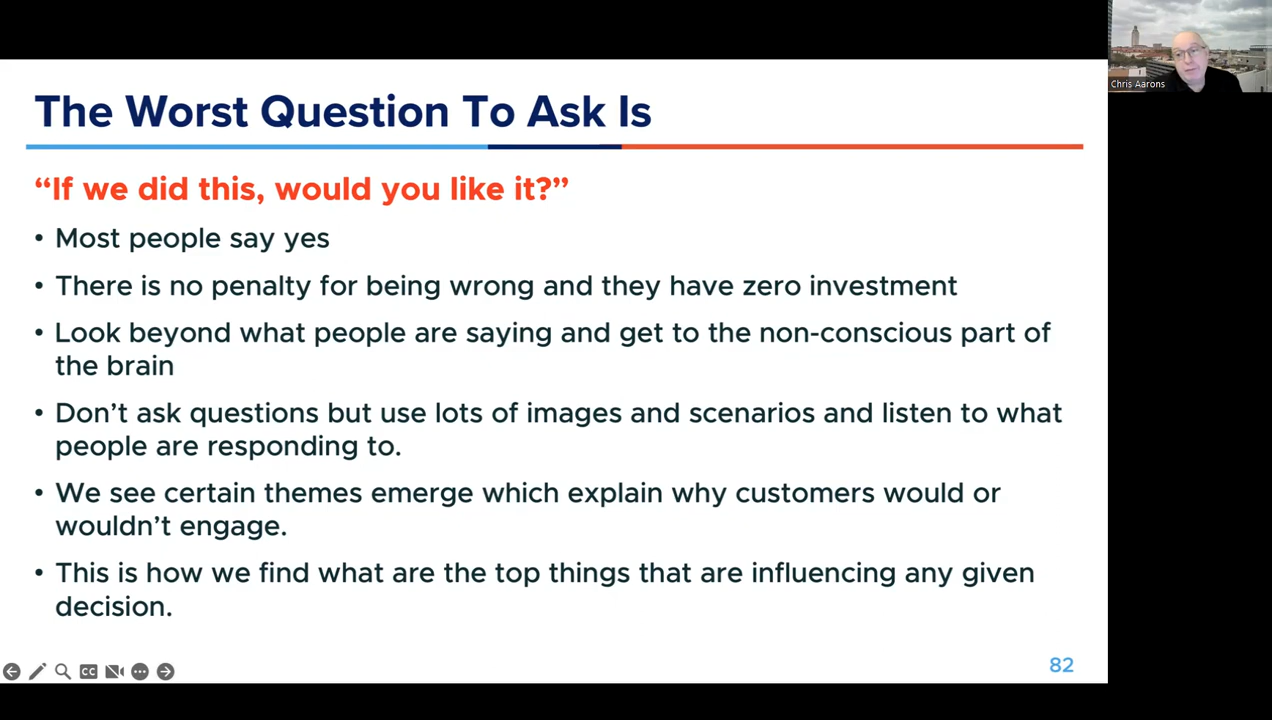 Chris Aarons
The Worst Question To Ask Is
“If we did this, would you like it?”
• Most people say yes
• There is no penalty for being wrong and they have zero investment
• Look beyond what people are saying and get to the non-conscious part of
the brain
• Don’t ask questions but use lots of images and scenarios and listen to what
people are responding to.
• We see certain themes emerge which explain why customers would or
wouldn’t engage.
• This is how we find what are the top things that are influencing any given
decision.
CC
82